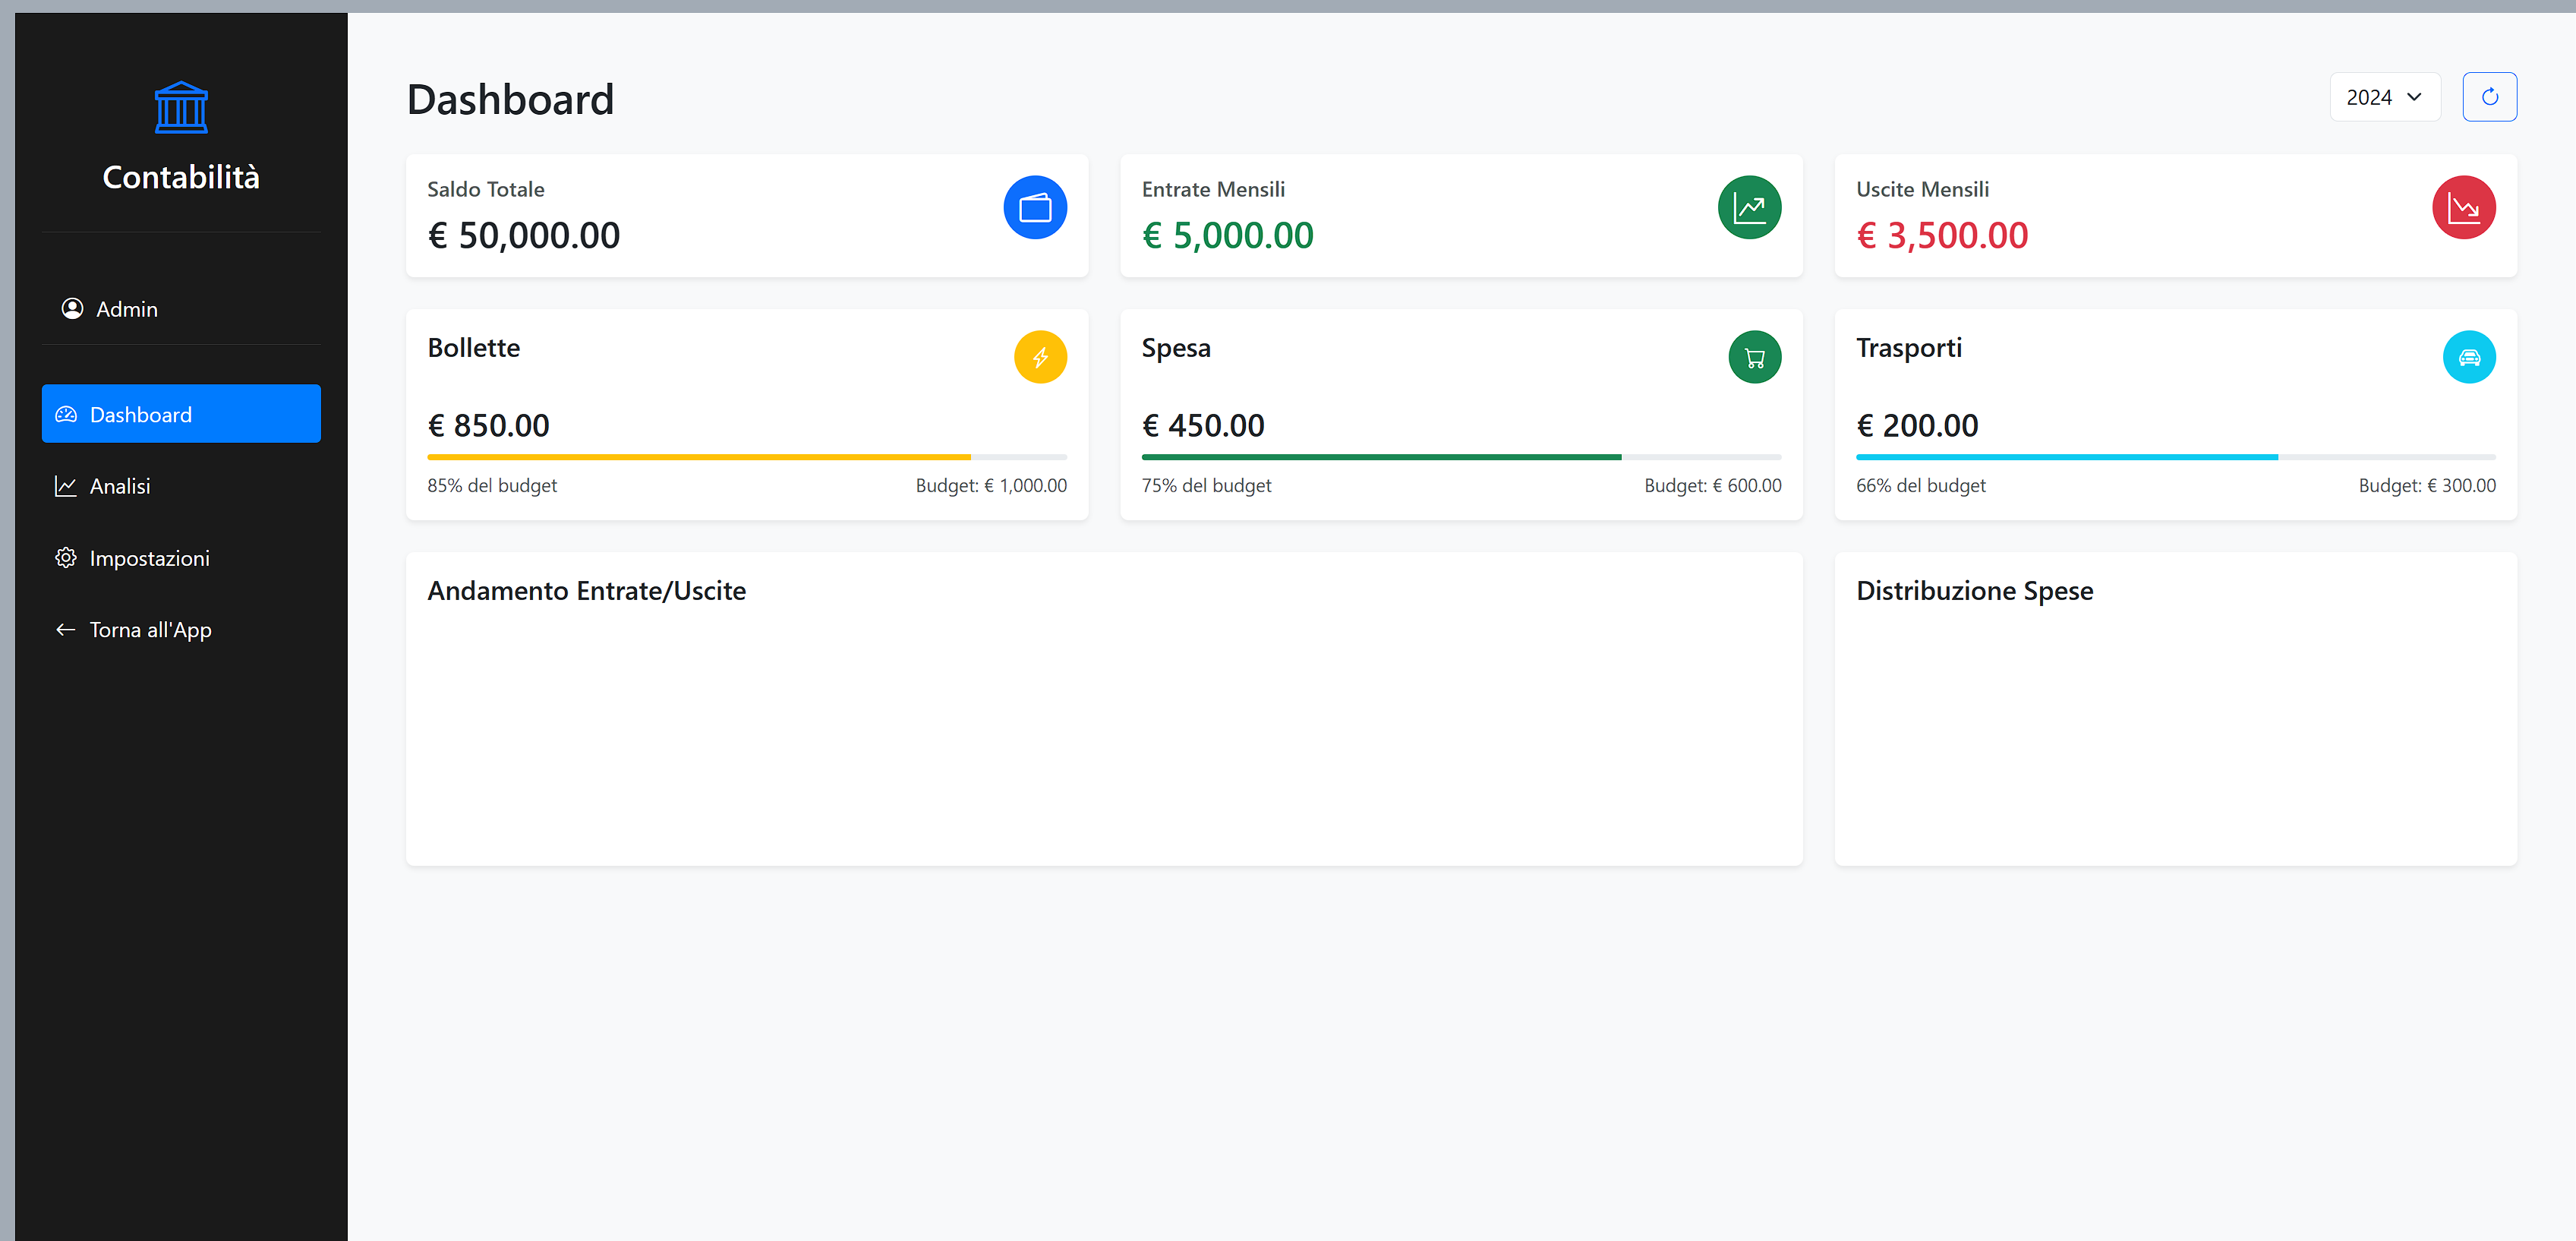 Contabilità
Admin
Dashboard
Analisi
Impostazioni
Torna all'App
Dashboard
2024
Saldo Totale
€ 50,000.00
Entrate Mensili
€ 5,000.00
Uscite Mensili
€ 3,500.00
Bollette
€ 850.00
85% del budget
Budget: € 1,000.00
Spesa
€ 450.00
75% del budget
Budget: € 600.00
Trasporti
€ 200.00
66% del budget
Budget: € 300.00
Andamento Entrate/Uscite
Distribuzione Spese